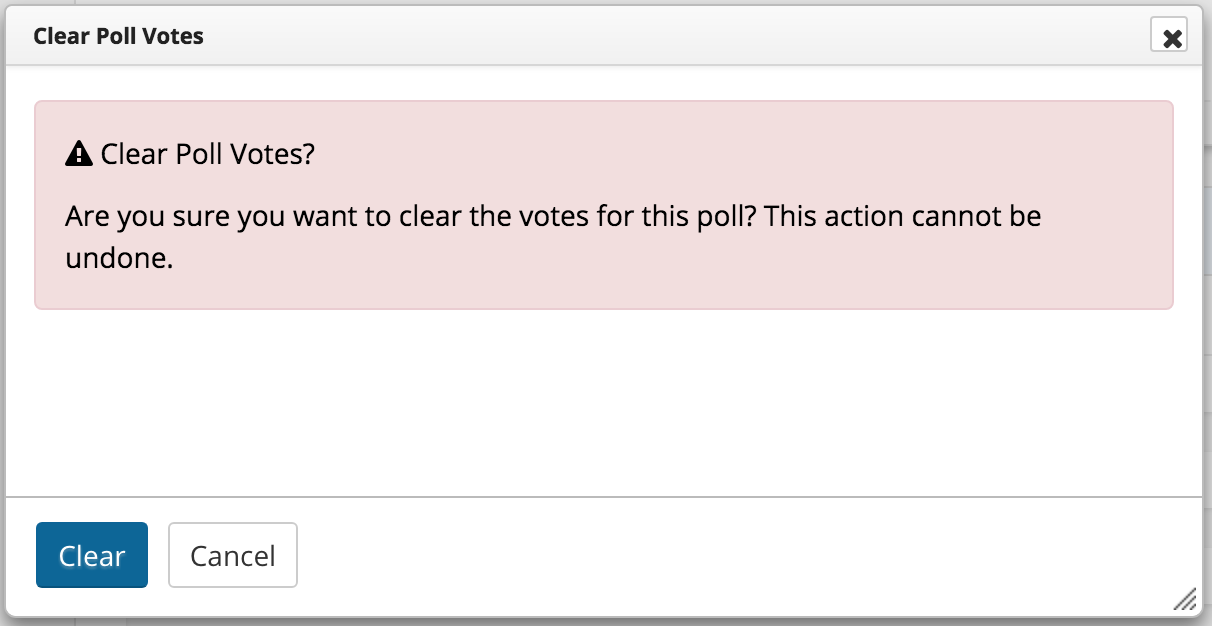 Clear Poll Votes
Clear Poll Votes?
Are you sure you want to clear the votes for this poll? This action cannot be
undone.
Clear
Cancel